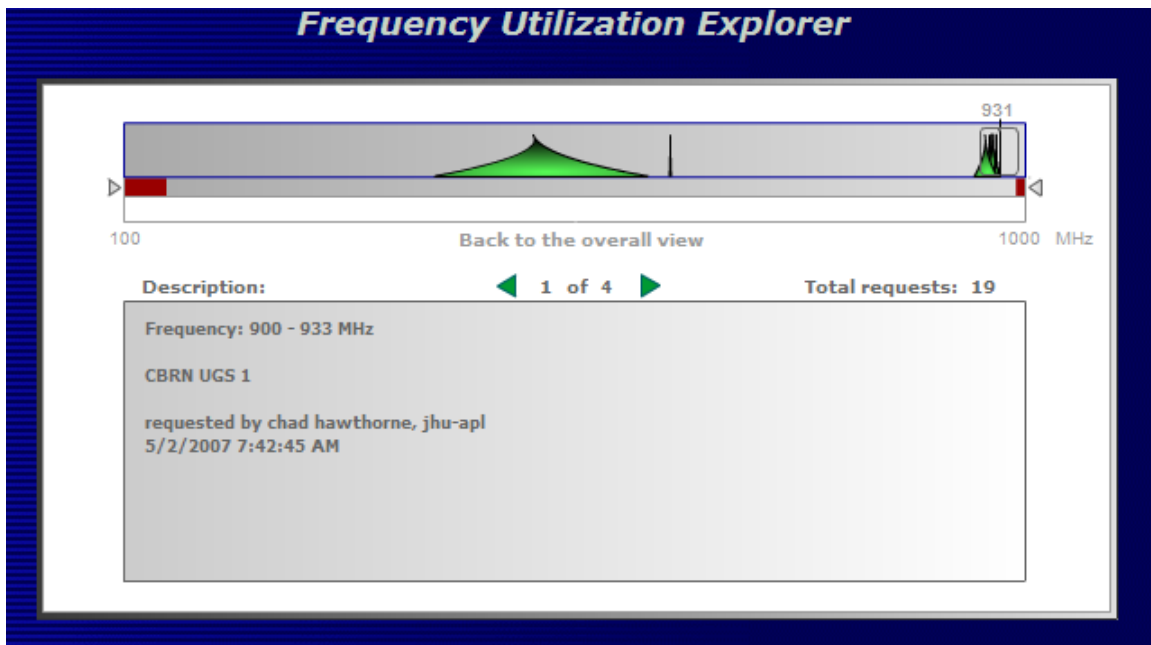 Frequency Utilization Explorer
931
100 Back to the overall view 1000 MHz
Description: 1 of 4 Total requests: 19
Frequency: 900 - 933 MHz
CBRN UGS 1
requested by chad hawthorne, jhu-apl
5/2/2007 7:42:45 AM